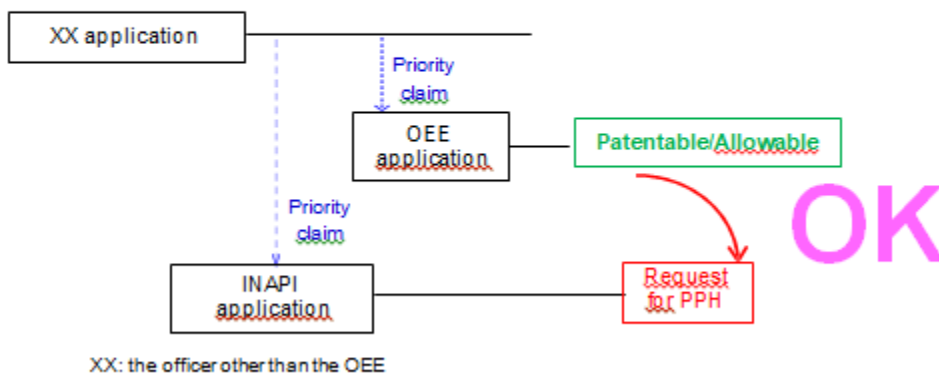 XX application
Priority
claim
OEE
application
Patentable/Allowable
OK
Priority
claim
INAPI
application
Request
for PPH
XX: the officer other than the OEE